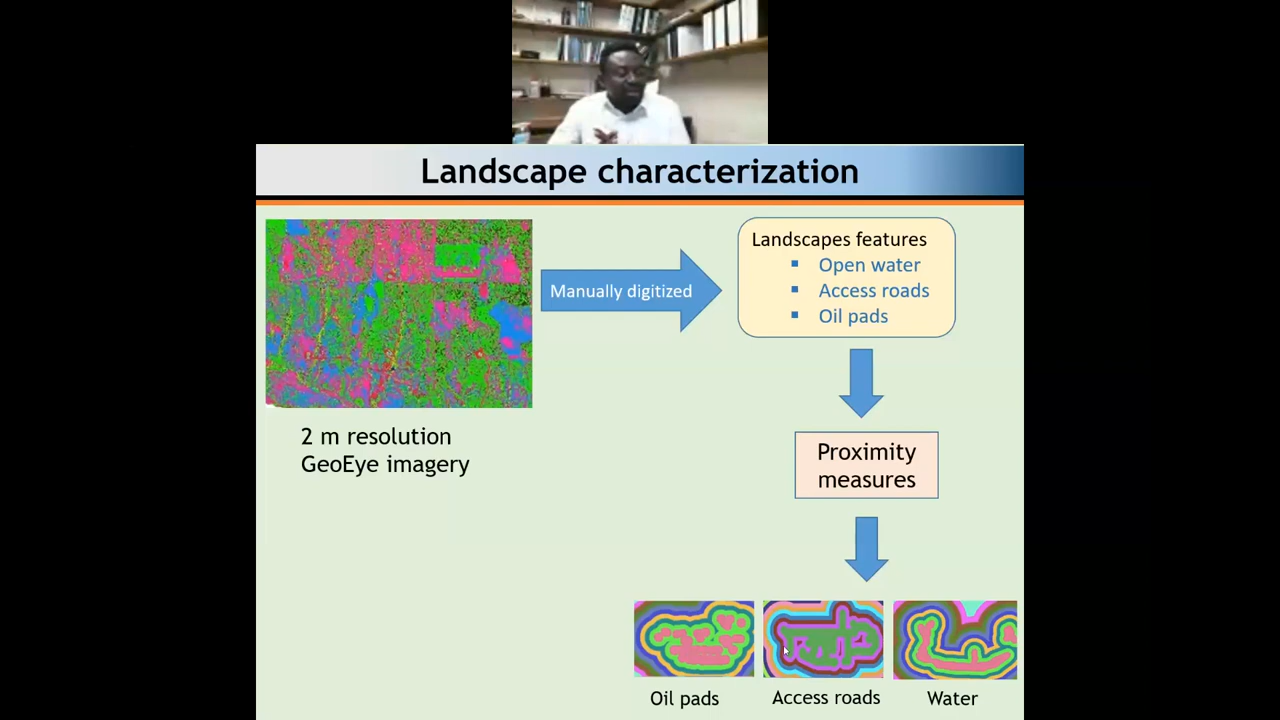 Landscape characterization
Manually digitized
Landscapes features
Open water
Access roads
Oil pads
2 m resolution
GeoEye imagery
Proximity
measures
Oil pads
Access roads
Water